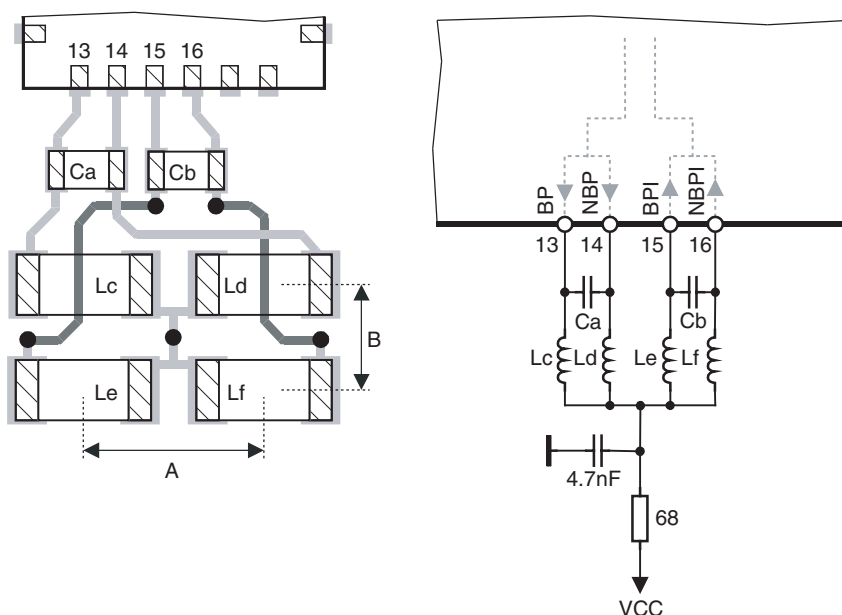 13 14 15 16
Ca Cb
Lc Ld
B
Le Lf
A
BP NBP BPI NBPI
13 14 15 16
Ca Cb
Lc Ld Le Lf
4.7nF
68
VCC